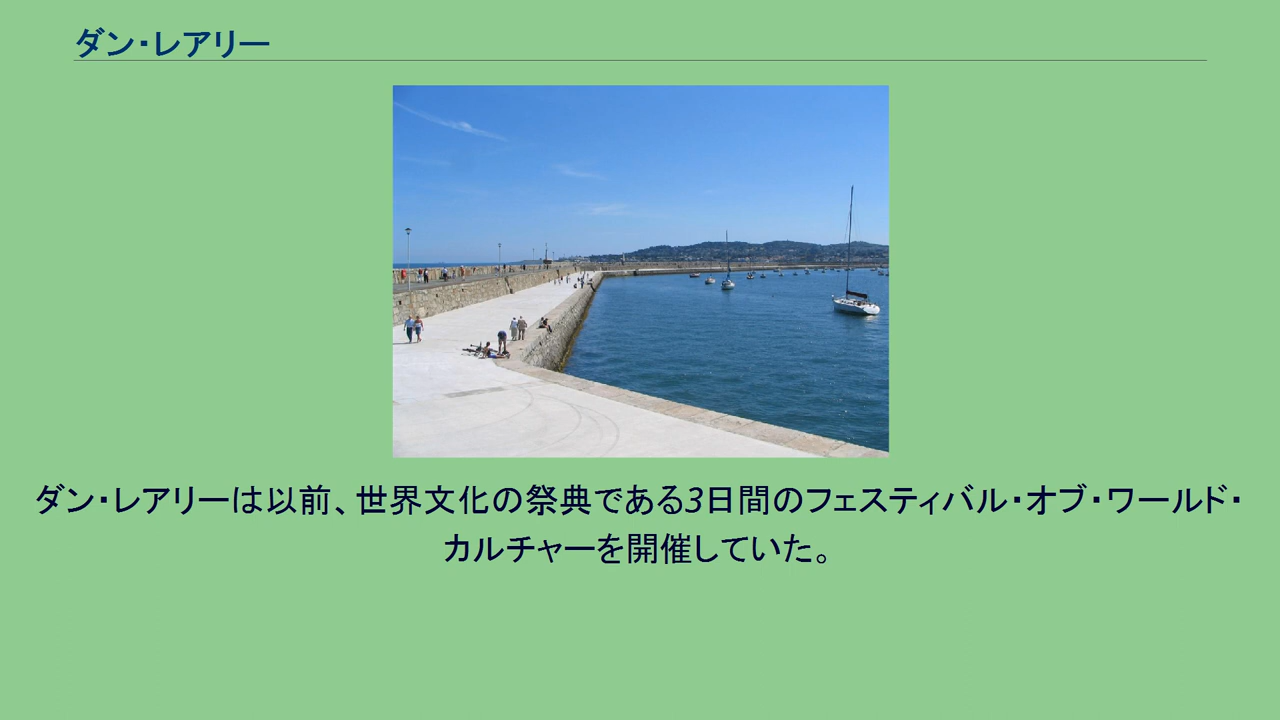 ダン・レアリー
ダン・レアリーは以前、世界文化の祭典である3日間のフェスティバル・オブ・ワールド・
カルチャーを開催していた。